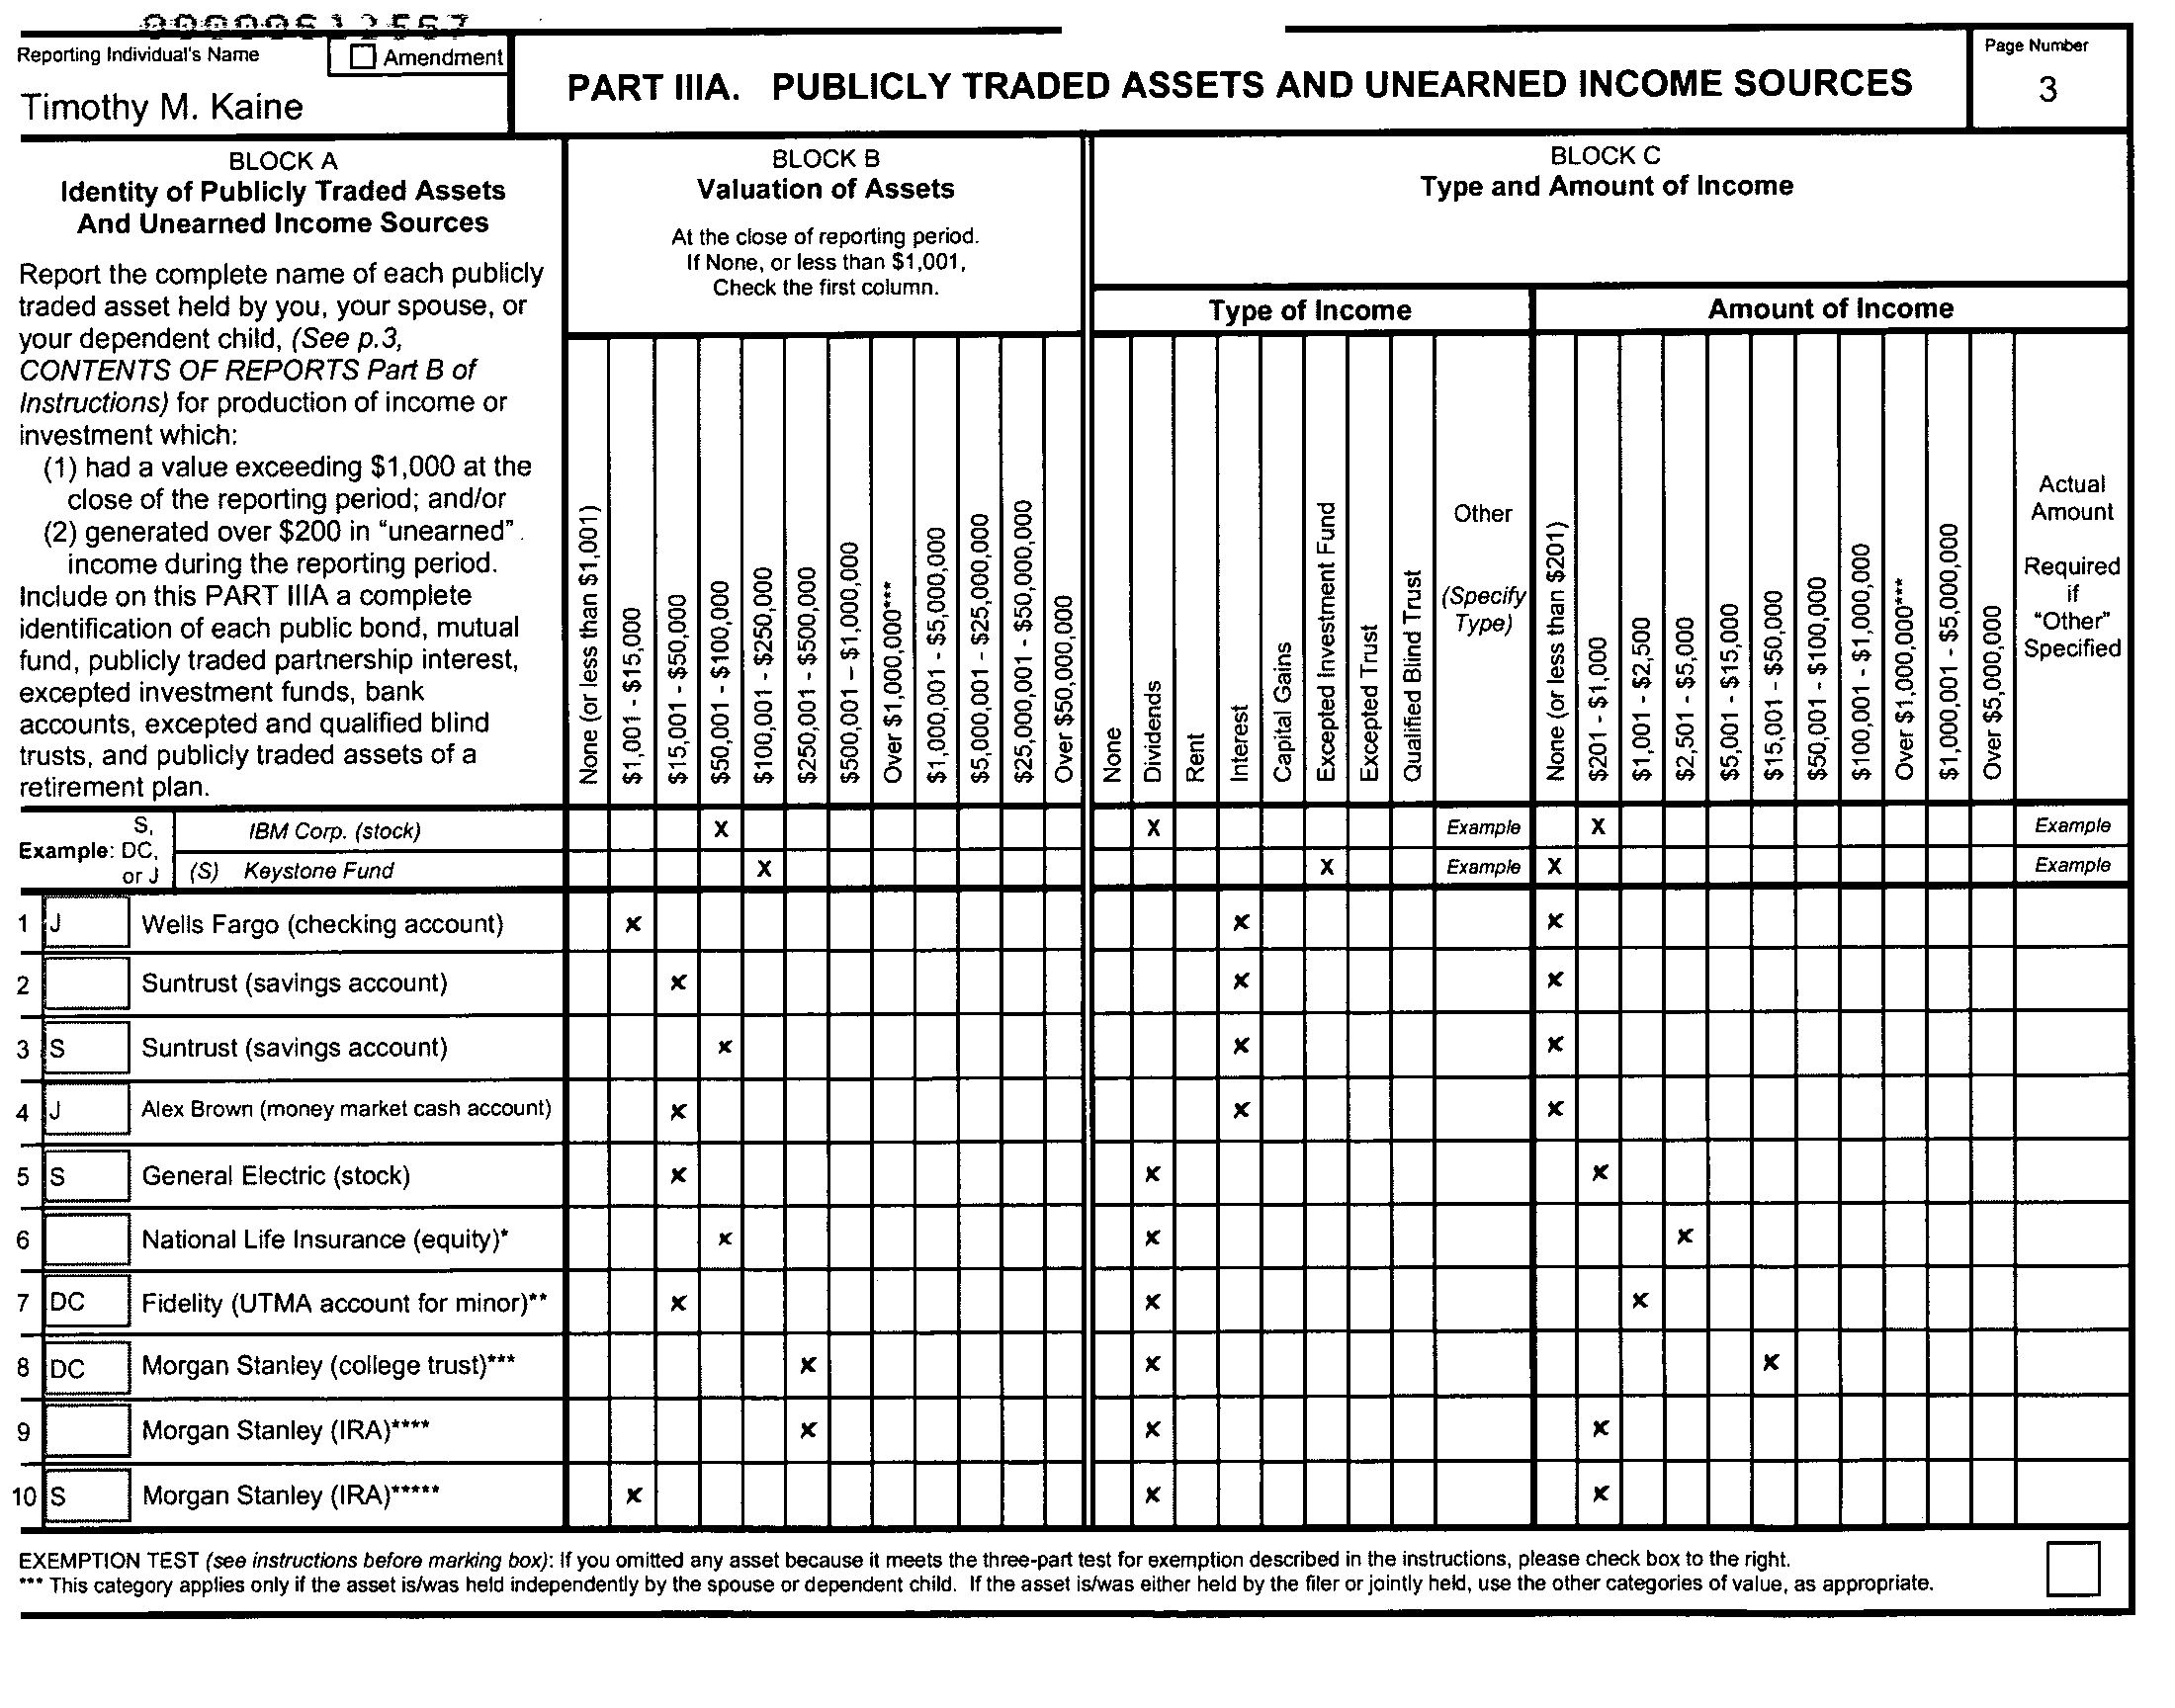 00000612567
Reporting Individual's Name
Amendment
Timothy M. Kaine
PART IIIA. PUBLICLY TRADED ASSETS AND UNEARNED INCOME SOURCES
Page Number
3
BLOCK A
Identity of Publicly Traded Assets
And Unearned Income Sources
Report the complete name of each publicly
traded asset held by you, your spouse, or
your dependent child, (See p.3,
CONTENTS OF REPORTS Part B of
Instructions) for production of income or
investment which:
(1) had a value exceeding $1,000 at the
close of the reporting period; and/or
(2) generated over $200 in “unearned”.
income during the reporting period.
Include on this PART IIIA a complete
identification of each public bond, mutual
fund, publicly traded partnership interest,
excepted investment funds, bank
accounts, excepted and qualified blind
trusts, and publicly traded assets of a
retirement plan.
BLOCK B
Valuation of Assets
At the close of reporting period.
If None, or less than $1,001,
Check the first column.
None (or less than $1,001)
$1,001 - $15,000
$15,001 - $50,000
$50,001 - $100,000
$100,001 - $250,000
$250,001 - $500,000
$500,001 – $1,000,000
Over $1,000,000***
$1,000,001 - $5,000,000
$5,000,001 - $25,000,000
$25,000,001 - $50,000,000
Over $50,000,000
BLOCK C
Type and Amount of Income
Type of Income
None
Dividends
Rent
Interest
Capital Gains
Excepted Investment Fund
Excepted Trust
Qualified Blind Trust
Other
(Specify
Type)
Amount of Income
None (or less than $201)
$201 - $1,000
$1,001 - $2,500
$2,501 - $5,000
$5,001 - $15,000
$15,001 - $50,000
$50,001 - $100,000
$100,001 - $1,000,000
Over $1,000,000***
$1,000,001 - $5,000,000
Over $5,000,000
Actual
Amount
Required
if
“Other”
Specified
Example: S, DC, or J
IBM Corp. (stock) X X Example X Example
(S) Keystone Fund X X Example X Example
1 J Wells Fargo (checking account) x x x
2 Suntrust (savings account) x x x
3 S Suntrust (savings account) x x x
4 J Alex Brown (money market cash account) x x x
5 S General Electric (stock) x x x
6 National Life Insurance (equity)* x x x
7 DC Fidelity (UTMA account for minor)** x x x
8 DC Morgan Stanley (college trust)*** x x x
9 Morgan Stanley (IRA)**** x x x
10 S Morgan Stanley (IRA)***** x x x
EXEMPTION TEST (see instructions before marking box): If you omitted any asset because it meets the three-part test for exemption described in the instructions, please check box to the right.
*** This category applies only if the asset is/was held independently by the spouse or dependent child. If the asset is/was either held by the filer or jointly held, use the other categories of value, as appropriate.